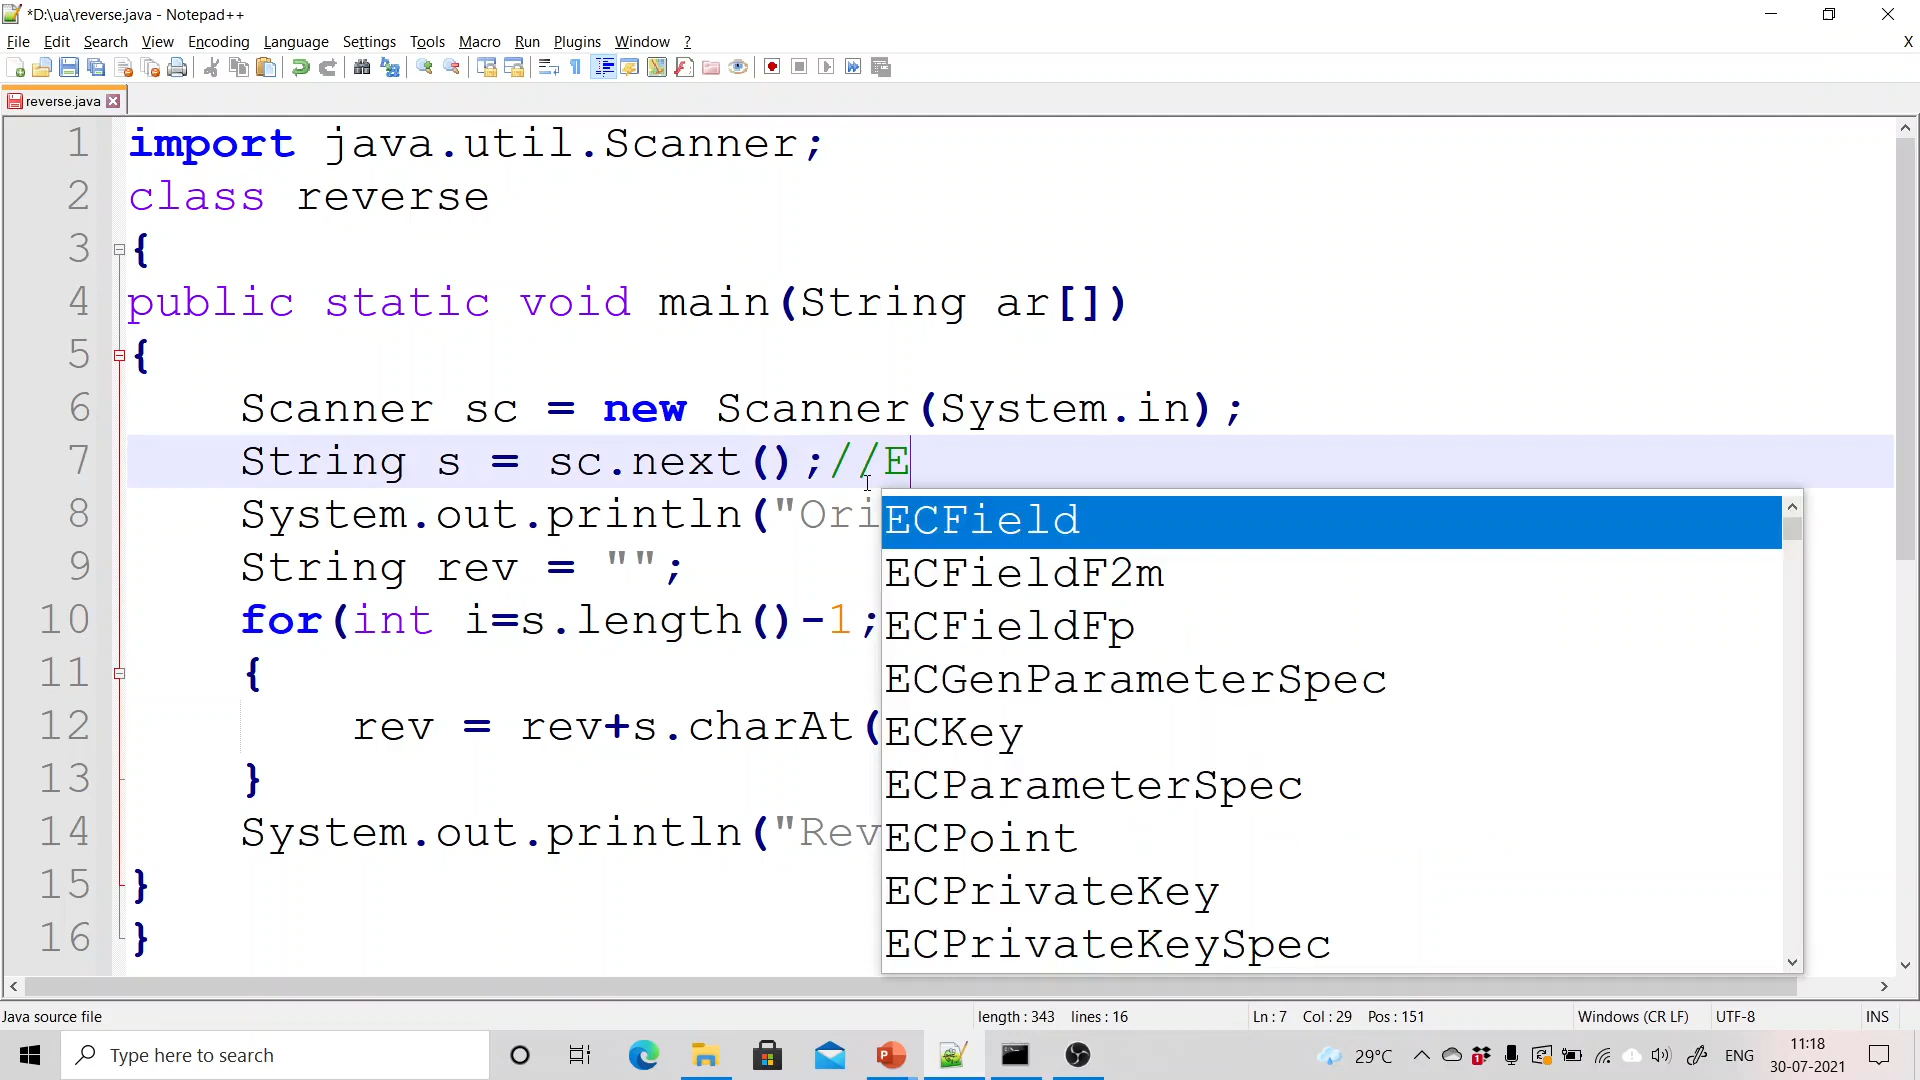 *D:\ua\reverse.java - Notepad++
File Edit Search View Encoding Language Settings Tools Macro Run Plugins Window ? X
reverse.java
1 import java.util.Scanner;
2 class reverse
3 {
4 public static void main(String ar[])
5 {
6 Scanner sc = new Scanner(System.in);
7 String s = sc.next();//E
8 System.out.println("Ori
9 String rev = "";
10 for(int i=s.length()-1;
11 {
12 rev = rev+s.charAt(
13 }
14 System.out.println("Rev
15 }
16 }
ECField
ECFieldF2m
ECFieldFp
ECGenParameterSpec
ECKey
ECParameterSpec
ECPoint
ECPrivateKey
ECPrivateKeySpec
Java source file length : 343 lines : 16 Ln : 7 Col : 29 Pos : 151 Windows (CR LF) UTF-8 INS
Type here to search 29°C ENG 11:18
30-07-2021